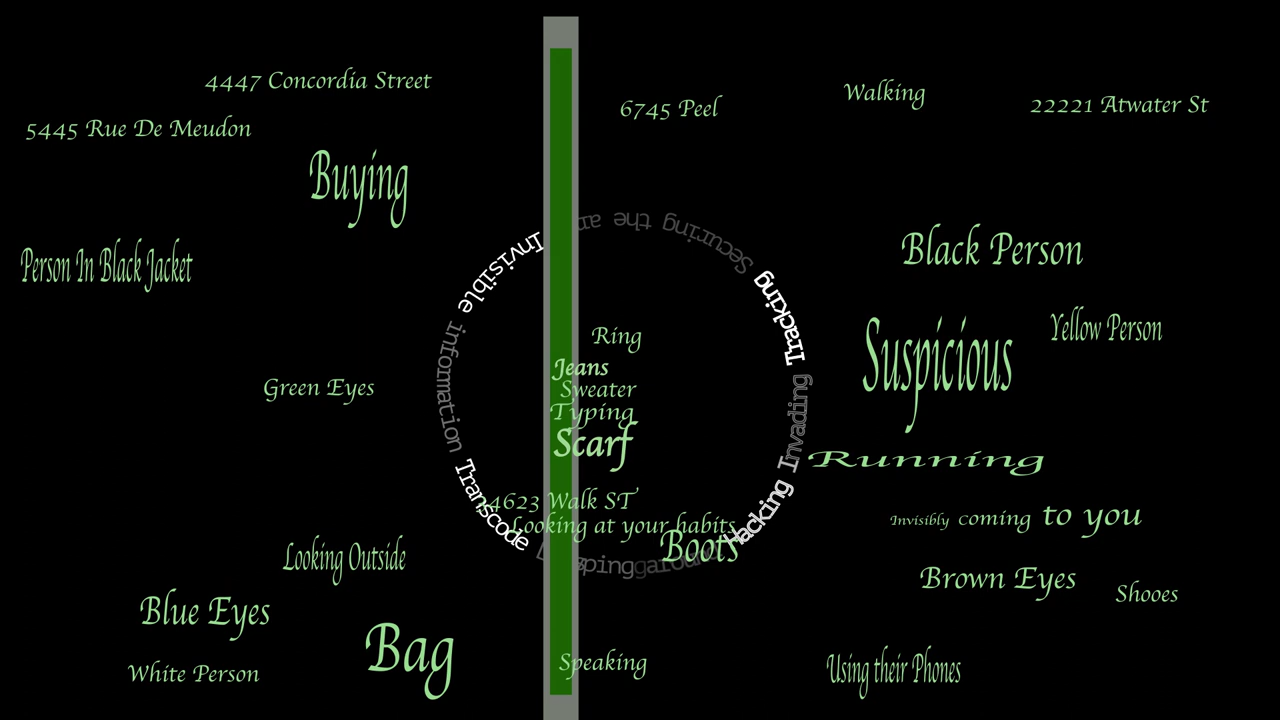 4447 Concordia Street
5445 Rue De Meudon
6745 Peel
Walking
22221 Atwater St
Buying
Person In Black Jacket
Black Person
Suspicious
Yellow Person
Ring
Jeans
Sweater
Typing
Scarf
Green Eyes
Running
4623 Walk ST
Looking at your habits
Boots
Invisibly coming to you
Looking Outside
Brown Eyes
Shooes
Blue Eyes
Bag
White Person
Speaking
Using their Phones
Invisible information Transcode
Hacking Invading Tracking Securing the